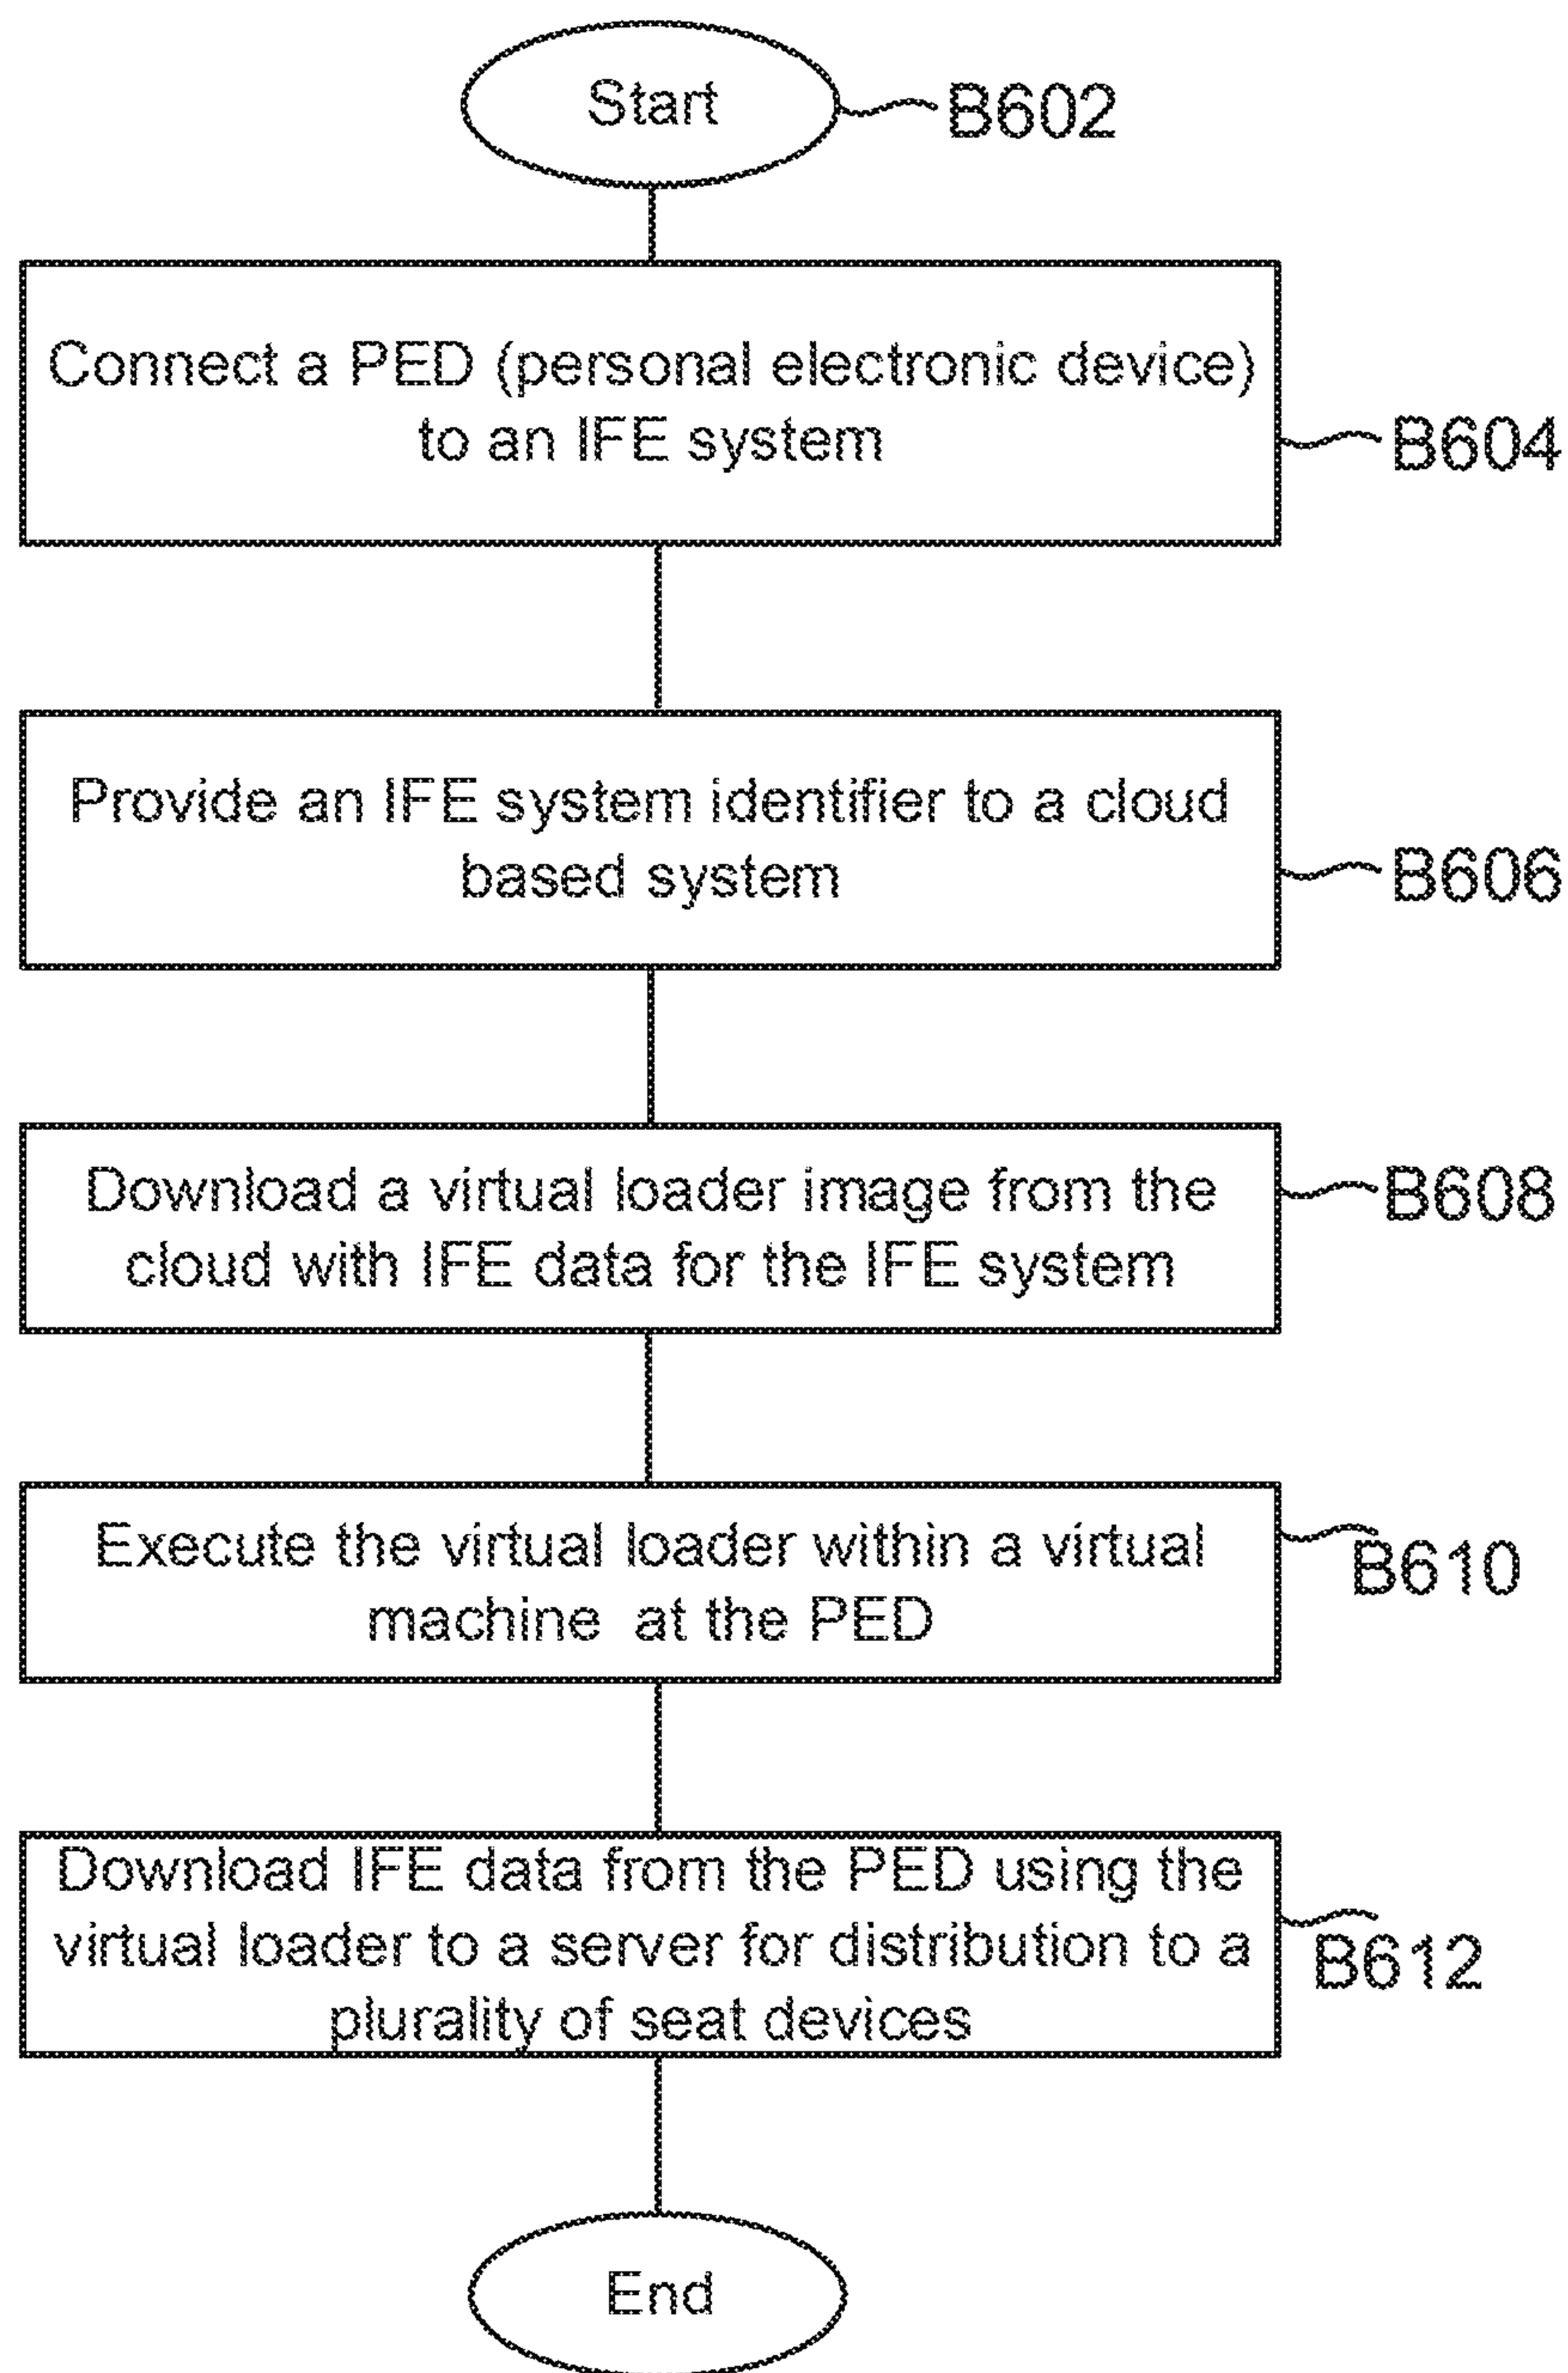 Start
B602
Connect a PED (personal electronic device)
to an IFE system
B604
Provide an IFE system identifier to a cloud
based system
B606
Download a virtual loader image from the
cloud with IFE data for the IFE system
B608
Execute the virtual loader within a virtual
machine at the PED
B610
Download IFE data from the PED using the
virtual loader to a server for distribution to a
plurality of seat devices
B612
End